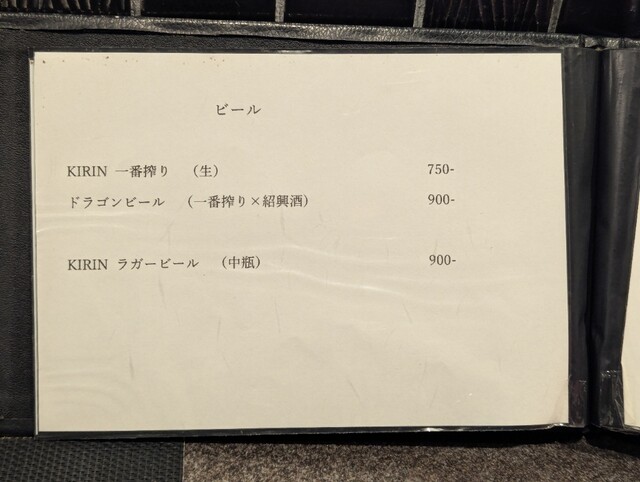 ビール
KIRIN 一番搾り （生） 750-
ドラゴンビール （一番搾り×紹興酒） 900-
KIRIN ラガービール （中瓶） 900-